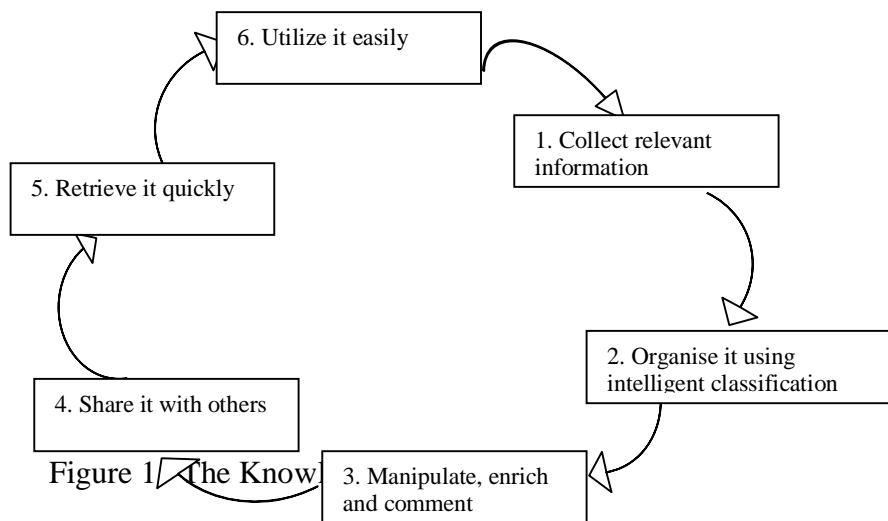 6. Utilize it easily
1. Collect relevant
information
5. Retrieve it quickly
2. Organise it using
intelligent classification
4. Share it with others
3. Manipulate, enrich
and comment
Figure 1 The